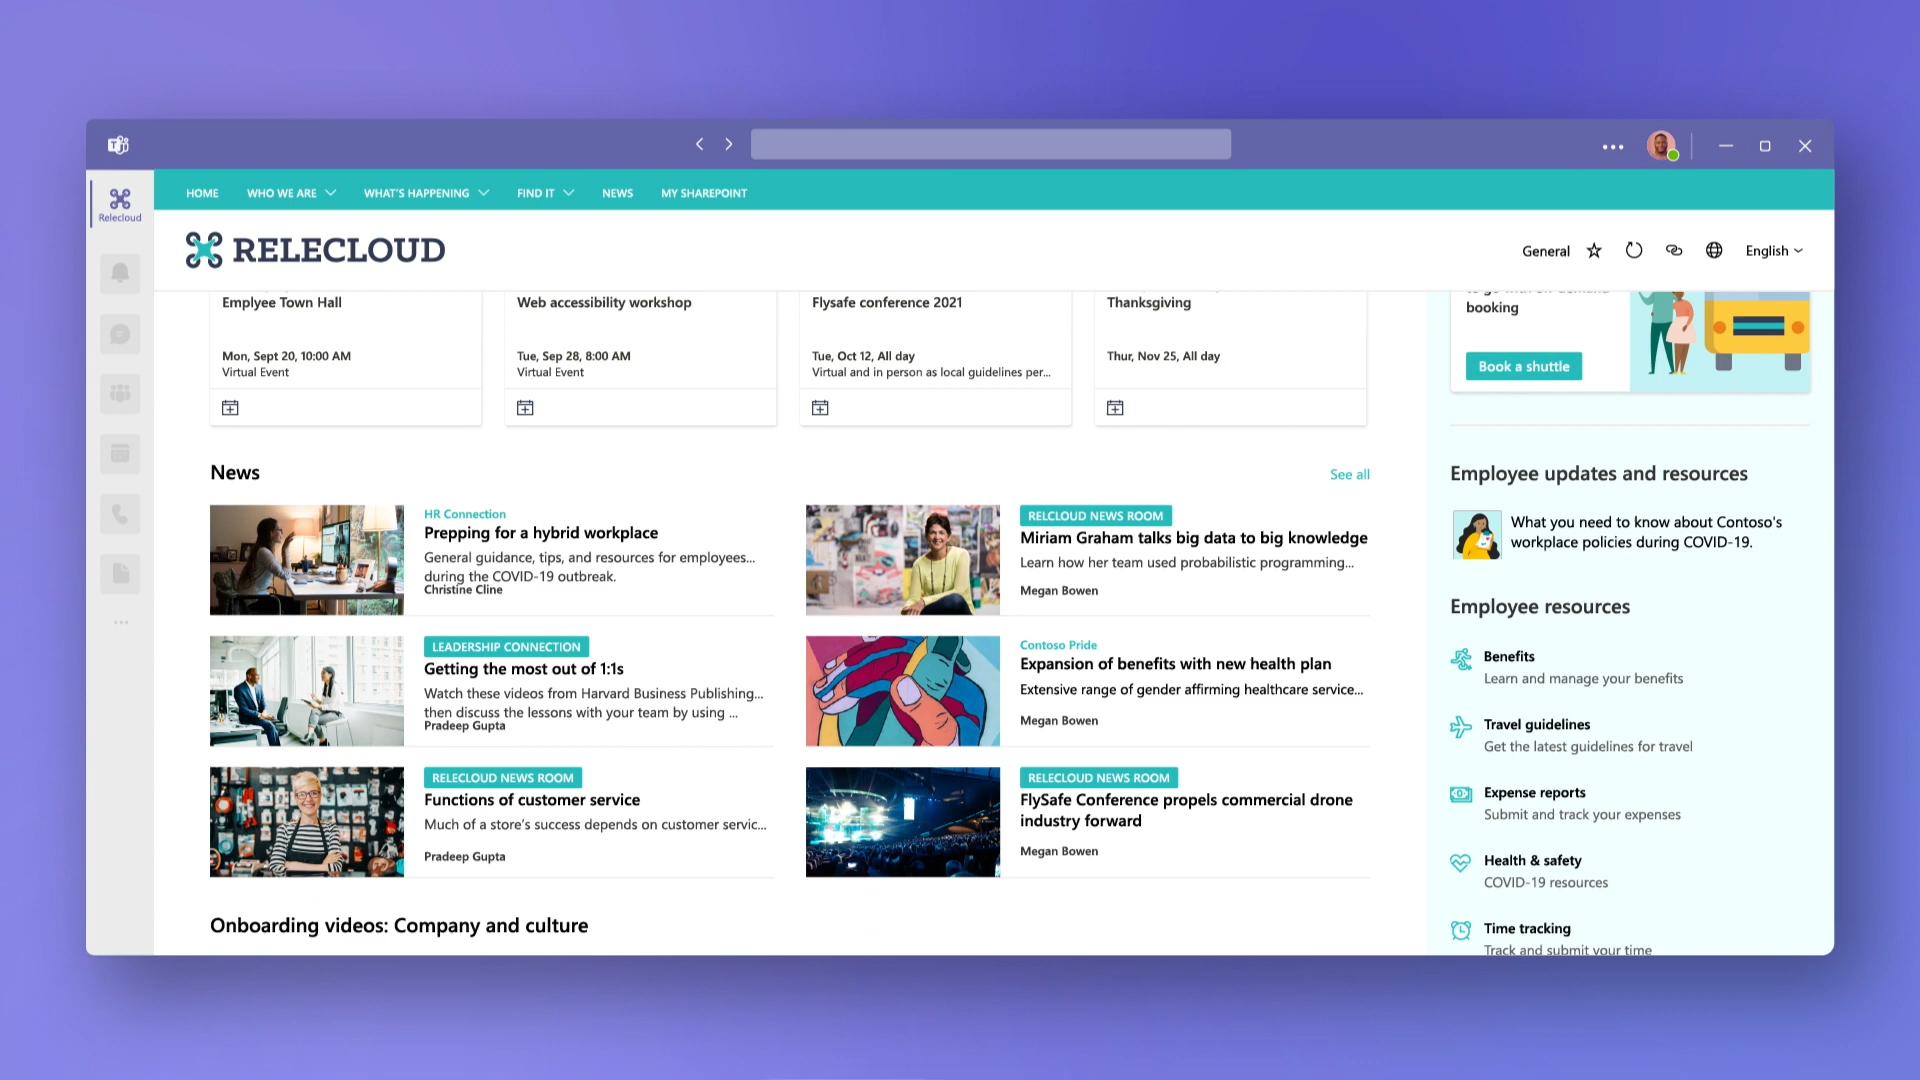 Relecloud
HOME
WHO WE ARE
WHAT'S HAPPENING
FIND IT
NEWS
MY SHAREPOINT
RELECLOUD
General
English
Emplyee Town Hall
Mon, Sept 20, 10:00 AM
Virtual Event
Web accessibility workshop
Tue, Sep 28, 8:00 AM
Virtual Event
Flysafe conference 2021
Tue, Oct 12, All day
Virtual and in person as local guidelines per...
Thanksgiving
Thur, Nov 25, All day
booking
Book a shuttle
News
See all
HR Connection
Prepping for a hybrid workplace
General guidance, tips, and resources for employees...
during the COVID-19 outbreak.
Christine Cline
RELCLOUD NEWS ROOM
Miriam Graham talks big data to big knowledge
Learn how her team used probabilistic programming...
Megan Bowen
LEADERSHIP CONNECTION
Getting the most out of 1:1s
Watch these videos from Harvard Business Publishing...
then discuss the lessons with your team by using ...
Pradeep Gupta
Contoso Pride
Expansion of benefits with new health plan
Extensive range of gender affirming healthcare service...
Megan Bowen
RELECLOUD NEWS ROOM
Functions of customer service
Much of a store's success depends on customer servic...
Pradeep Gupta
RELECLOUD NEWS ROOM
FlySafe Conference propels commercial drone
industry forward
Megan Bowen
Onboarding videos: Company and culture
Employee updates and resources
What you need to know about Contoso's
workplace policies during COVID-19.
Employee resources
Benefits
Learn and manage your benefits
Travel guidelines
Get the latest guidelines for travel
Expense reports
Submit and track your expenses
Health & safety
COVID-19 resources
Time tracking
Track and submit your time